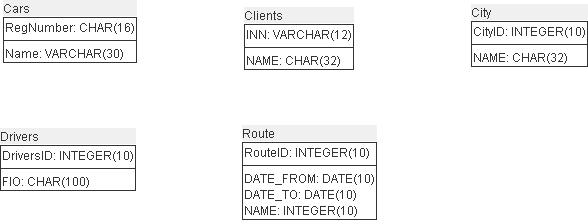 Cars
RegNumber: CHAR(16)
Name: VARCHAR(30)
Clients
INN: VARCHAR(12)
NAME: CHAR(32)
City
CityID: INTEGER(10)
NAME: CHAR(32)
Drivers
DriversID: INTEGER(10)
FIO: CHAR(100)
Route
RouteID: INTEGER(10)
DATE_FROM: DATE(10)
DATE_TO: DATE(10)
NAME: INTEGER(10)